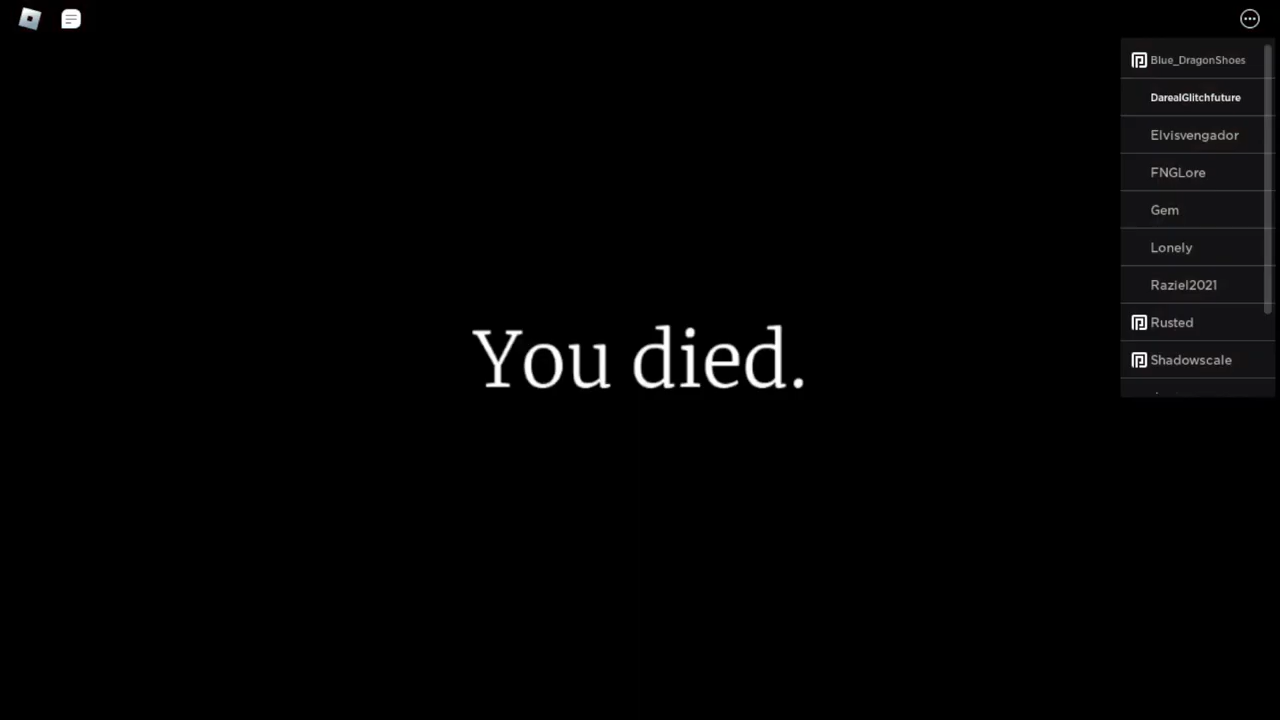 Blue_DragonShoes
DarealGlitchfuture
Elvisvengador
FNGLore
Gem
Lonely
Raziel2021
Rusted
Shadowscale
You died.